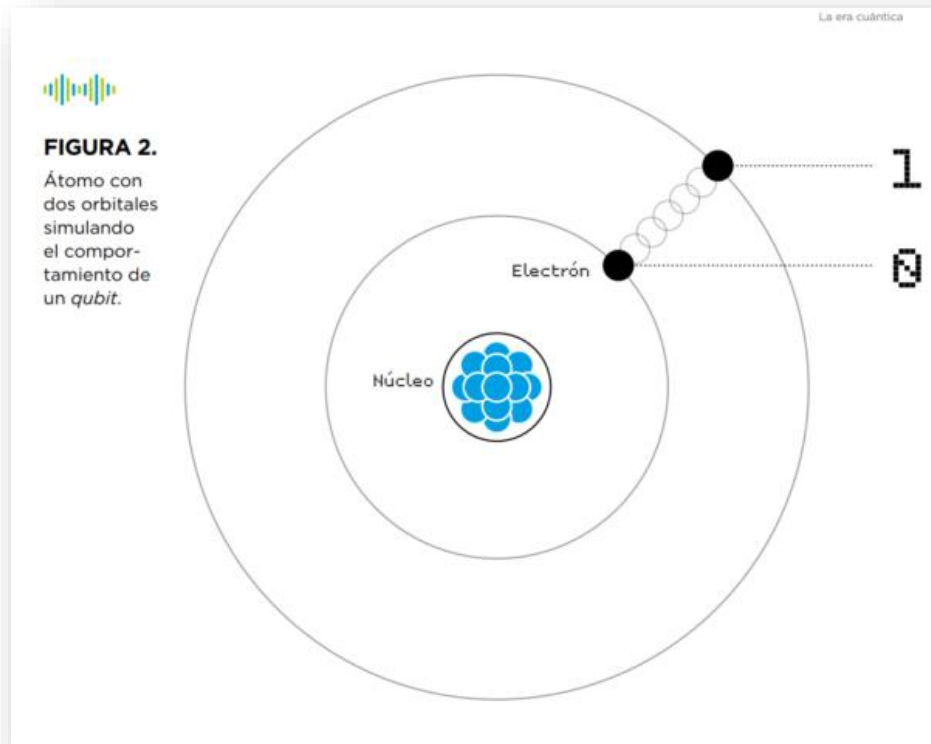 La era cuántica
FIGURA 2.
Átomo con
dos orbitales
simulando
el compor-
tamiento de
un qubit.
1
Electrón
0
Núcleo